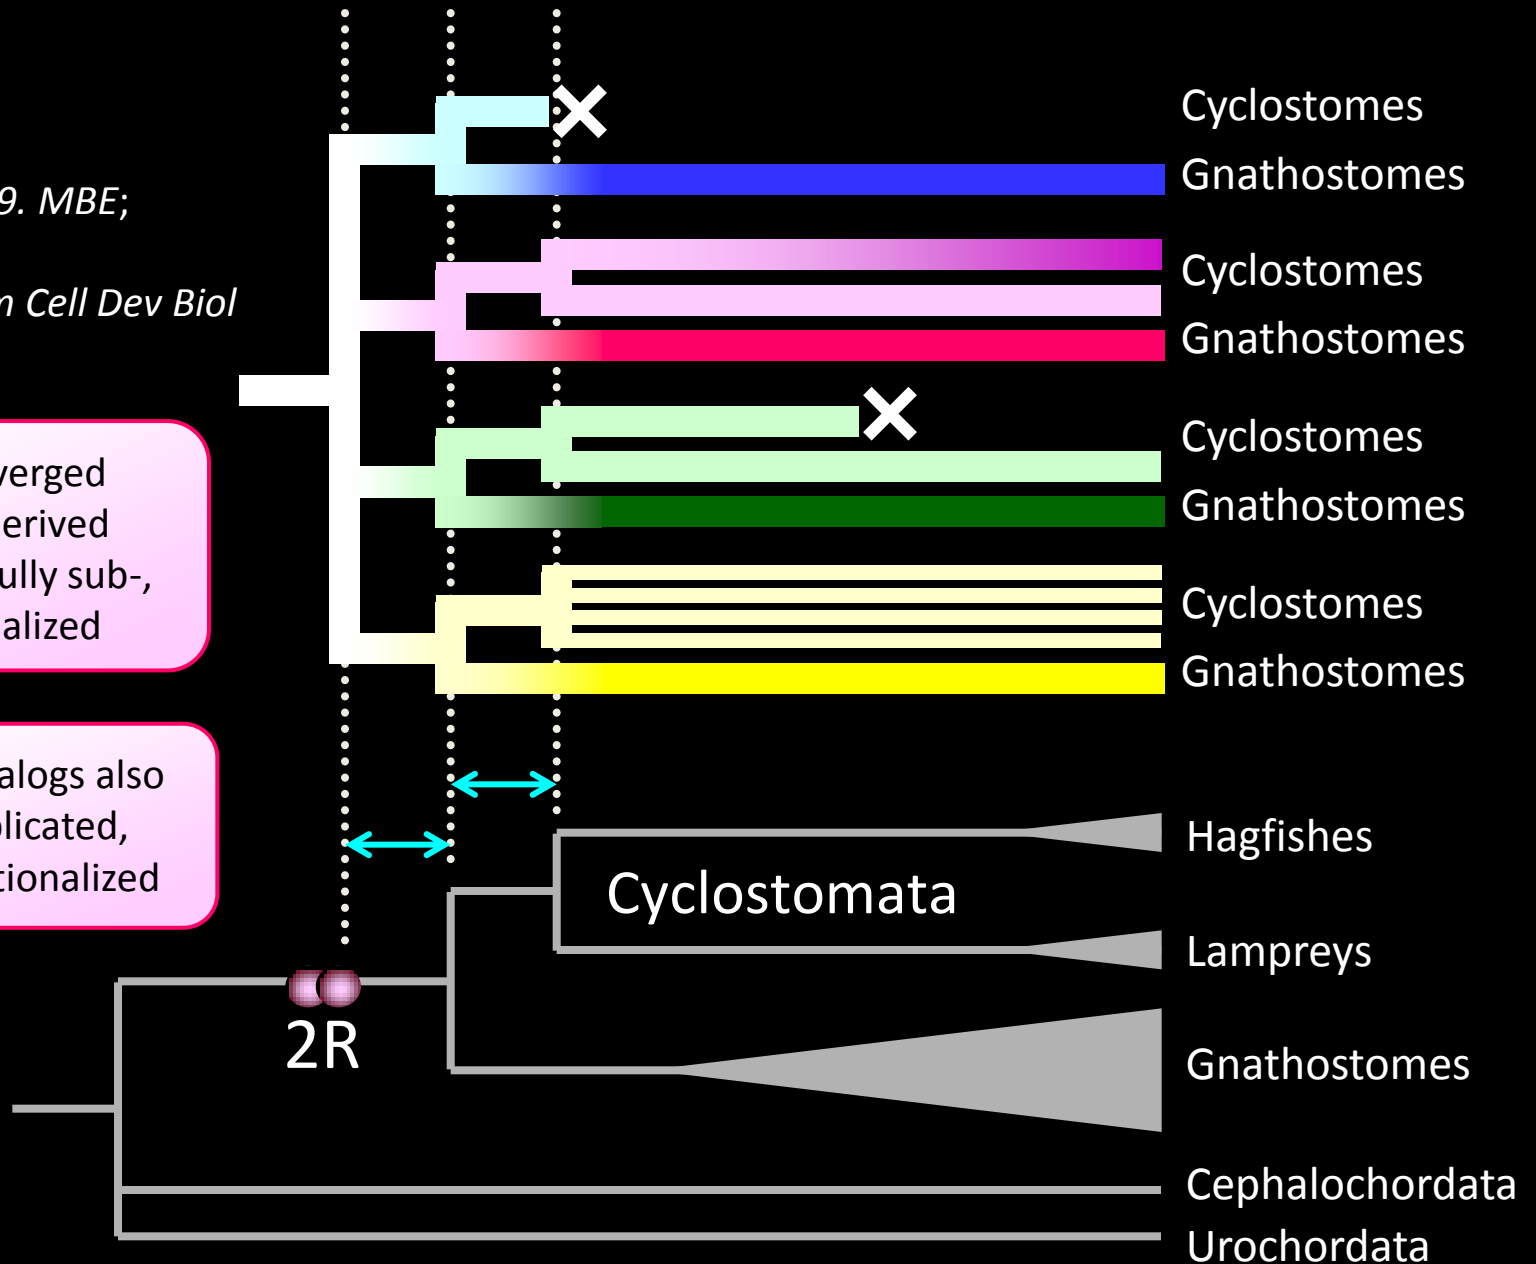 Cyclostomes
Gnathostomes
9. MBE;
Cell Dev Biol
Cyclostomes
Gnathostomes
Cyclostomes
Gnathostomes
Cyclostomes
Gnathostomes
verged
erived
ully sub-,
alized
alogs also
licated,
tionalized
Hagfishes
Cyclostomata
Lampreys
2R
Gnathostomes
Cephalochordata
Urochordata